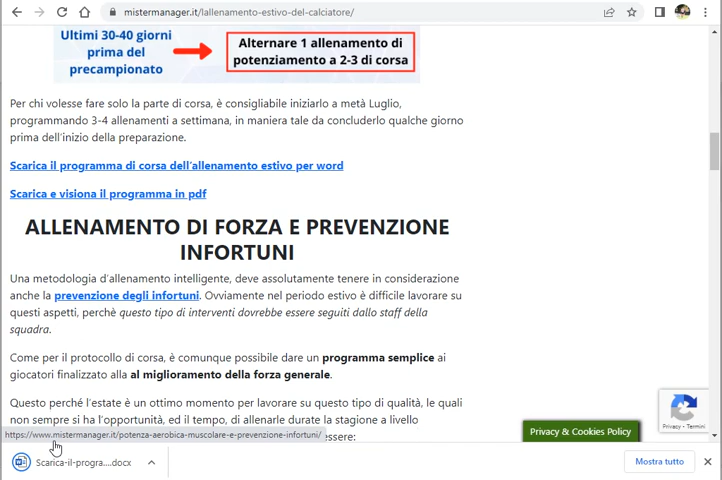 mistermanager.it/lallenamento-estivo-del-calciatore/
Ultimi 30-40 giorni
prima del
precampionato
Alternare 1 allenamento di
potenziamento a 2-3 di corsa
Per chi volesse fare solo la parte di corsa, è consigliabile iniziarlo a metà Luglio,
programmando 3-4 allenamenti a settimana, in maniera tale da concluderlo qualche giorno
prima dell'inizio della preparazione.
Scarica il programma di corsa dell'allenamento estivo per word
Scarica e visiona il programma in pdf
ALLENAMENTO DI FORZA E PREVENZIONE
INFORTUNI
Una metodologia d'allenamento intelligente, deve assolutamente tenere in considerazione
anche la prevenzione degli infortuni. Ovviamente nel periodo estivo è difficile lavorare su
questi aspetti, perchè questo tipo di interventi dovrebbe essere seguiti dallo staff della
squadra.
Come per il protocollo di corsa, è comunque possibile dare un programma semplice ai
giocatori finalizzato alla al miglioramento della forza generale.
Questo perché l'estate è un ottimo momento per lavorare su questo tipo di qualità, le quali
non sempre si ha l'opportunità, ed il tempo, di allenarle durante la stagione a livello
essere:
https://www.mistermanager.it/potenza-aerobica-muscolare-e-prevenzione-infortuni/
Privacy - Termini
Privacy & Cookies Policy
Scarica-il-progra....docx
Mostra tutto